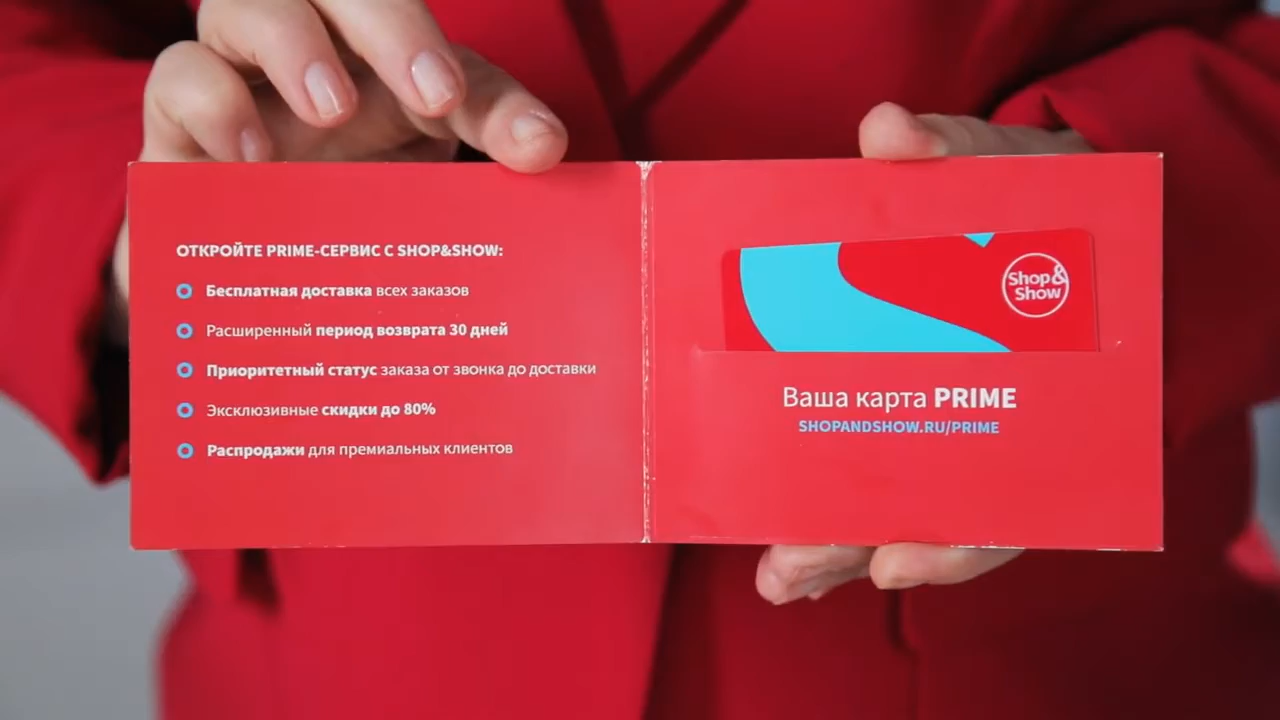 ОТКРОЙТЕ PRIME-СЕРВИС С SHOP&SHOW:
Бесплатная доставка всех заказов
Расширенный период возврата 30 дней
Приоритетный статус заказа от звонка до доставки
Эксклюзивные скидки до 80%
Распродажи для премиальных клиентов
Shop&
Show
Ваша карта PRIME
SHOPANDSHOW.RU/PRIME